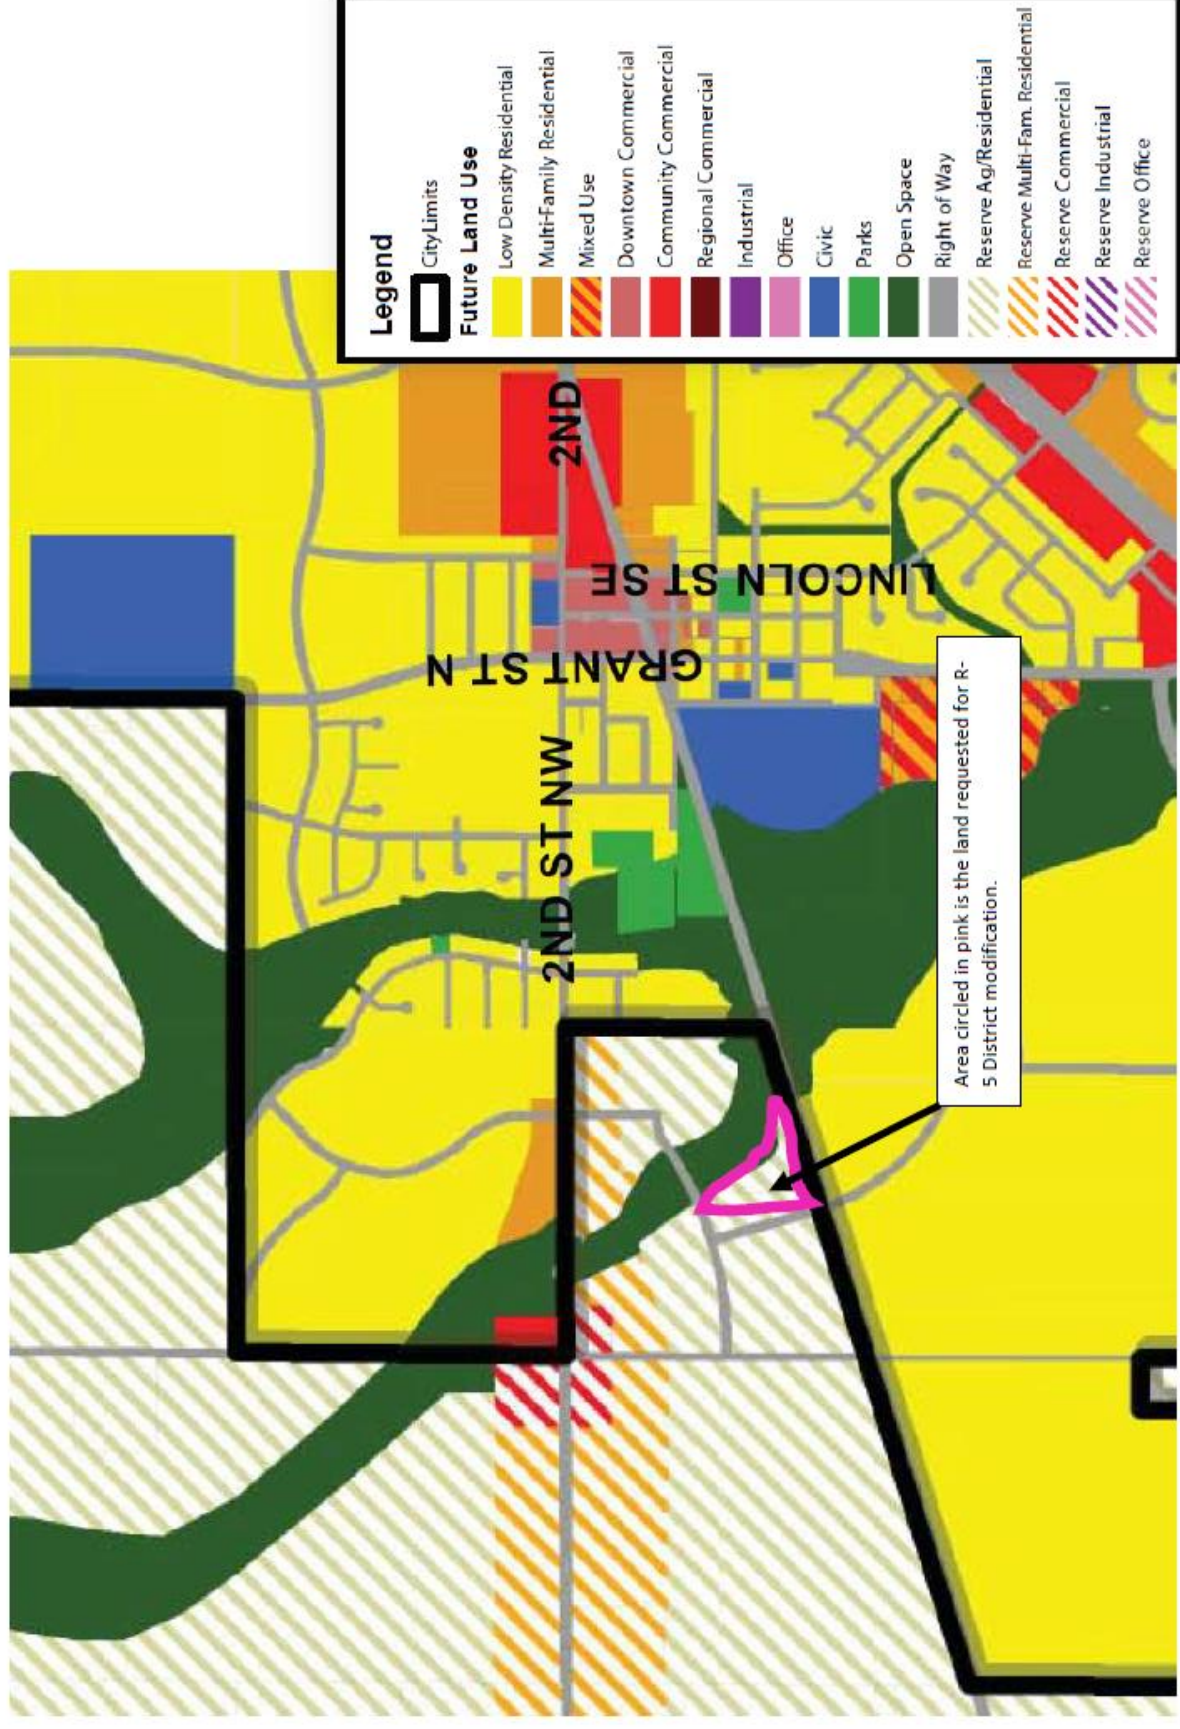 2ND ST NW
GRANT ST N
LINCOLN ST SE
2ND
Area circled in pink is the land requested for R-
5 District modification.
Legend
CityLimits
Future Land Use
Low Density Residential
Multi-Family Residential
Mixed Use
Downtown Commercial
Community Commercial
Regional Commercial
Industrial
Office
Civic
Parks
Open Space
Right of Way
Reserve Ag/Residential
Reserve Multi-Fam. Residential
Reserve Commercial
Reserve Industrial
Reserve Office